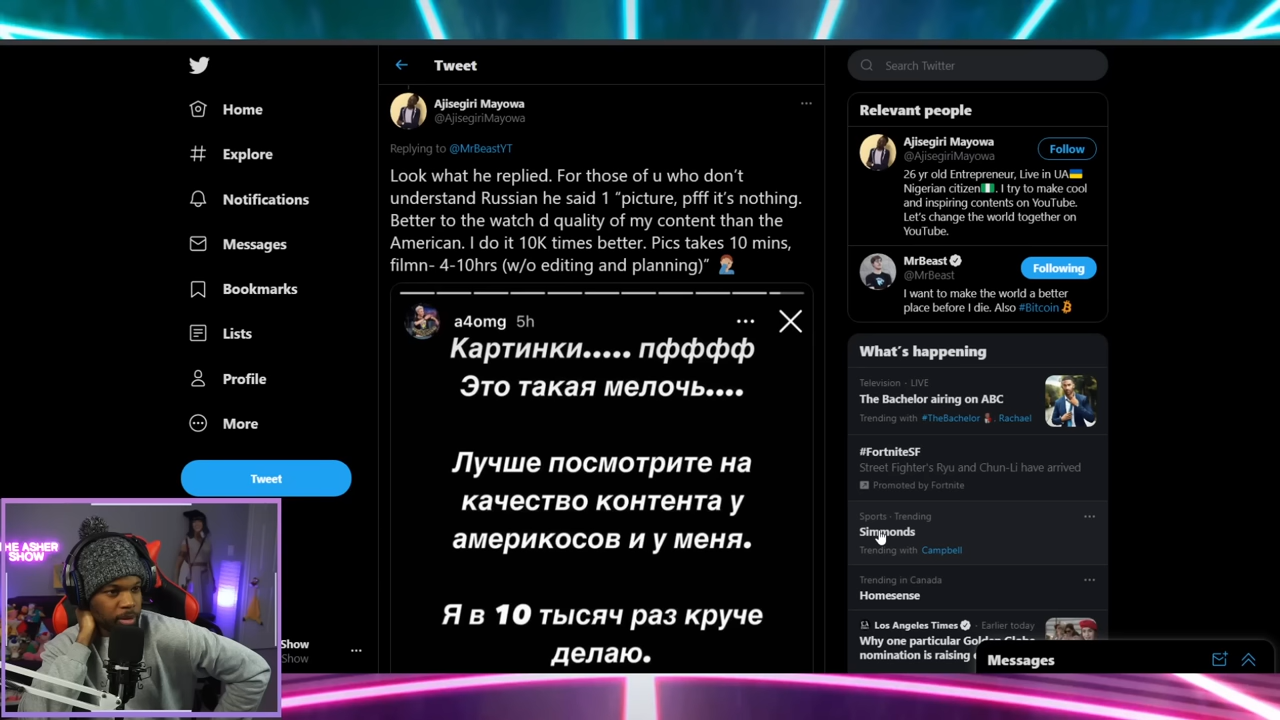 Home
Explore
Notifications
Messages
Bookmarks
Lists
Profile
More
Tweet
THE ASHER
SHOW
Show
Show
Tweet
Ajisegiri Mayowa
@AjisegiriMayowa
Replying to @MrBeastYT
Look what he replied. For those of u who don't
understand Russian he said 1 “picture, pfff it's nothing.
Better to the watch d quality of my content than the
American. I do it 10K times better. Pics takes 10 mins,
filmn- 4-10hrs (w/o editing and planning)” 🤦
a4omg 5h
Картинки..... пфффф
Это такая мелочь....
Лучше посмотрите на
качество контента у
америкосов и у меня.
Я в 10 тысяч раз круче
делаю.
Search Twitter
Relevant people
Ajisegiri Mayowa
@AjisegiriMayowa
Follow
26 yr old Entrepreneur, Live in UA🇺🇦
Nigerian citizen🇳🇬. I try to make cool
and inspiring contents on YouTube.
Let's change the world together on
YouTube.
MrBeast
@MrBeast
Following
I want to make the world a better
place before I die. Also #Bitcoin
What's happening
Television · LIVE
The Bachelor airing on ABC
Trending with #TheBachelor, Rachael
#FortniteSF
Street Fighter's Ryu and Chun-Li have arrived
Promoted by Fortnite
Sports · Trending
Simmonds
Trending with Campbell
Trending in Canada
Homesense
Los Angeles Times · Earlier today
Why one particular Golden Globe
nomination is raising
Messages